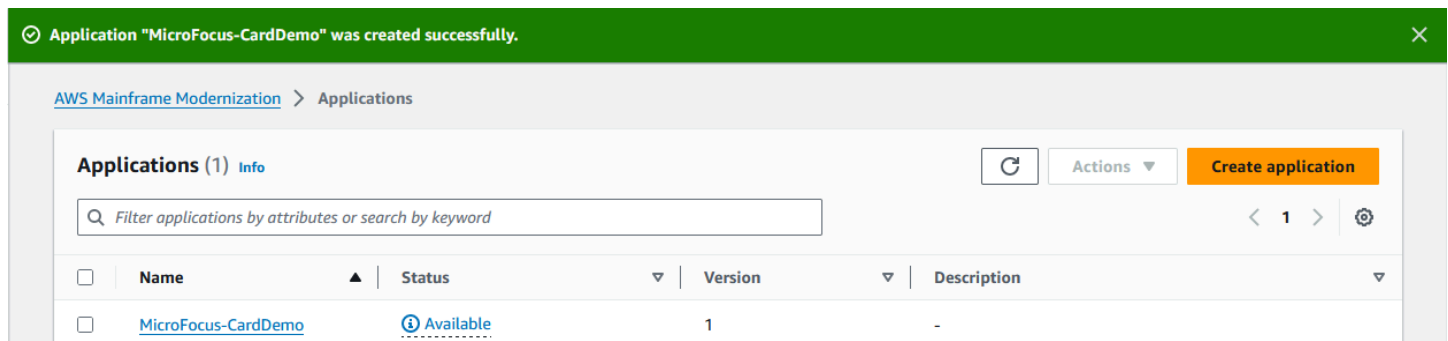 Application "MicroFocus-CardDemo" was created successfully.
AWS Mainframe Modernization > Applications
Applications (1) Info
Actions
Create application
Filter applications by attributes or search by keyword
1
Name Status Version Description
MicroFocus-CardDemo Available 1 -